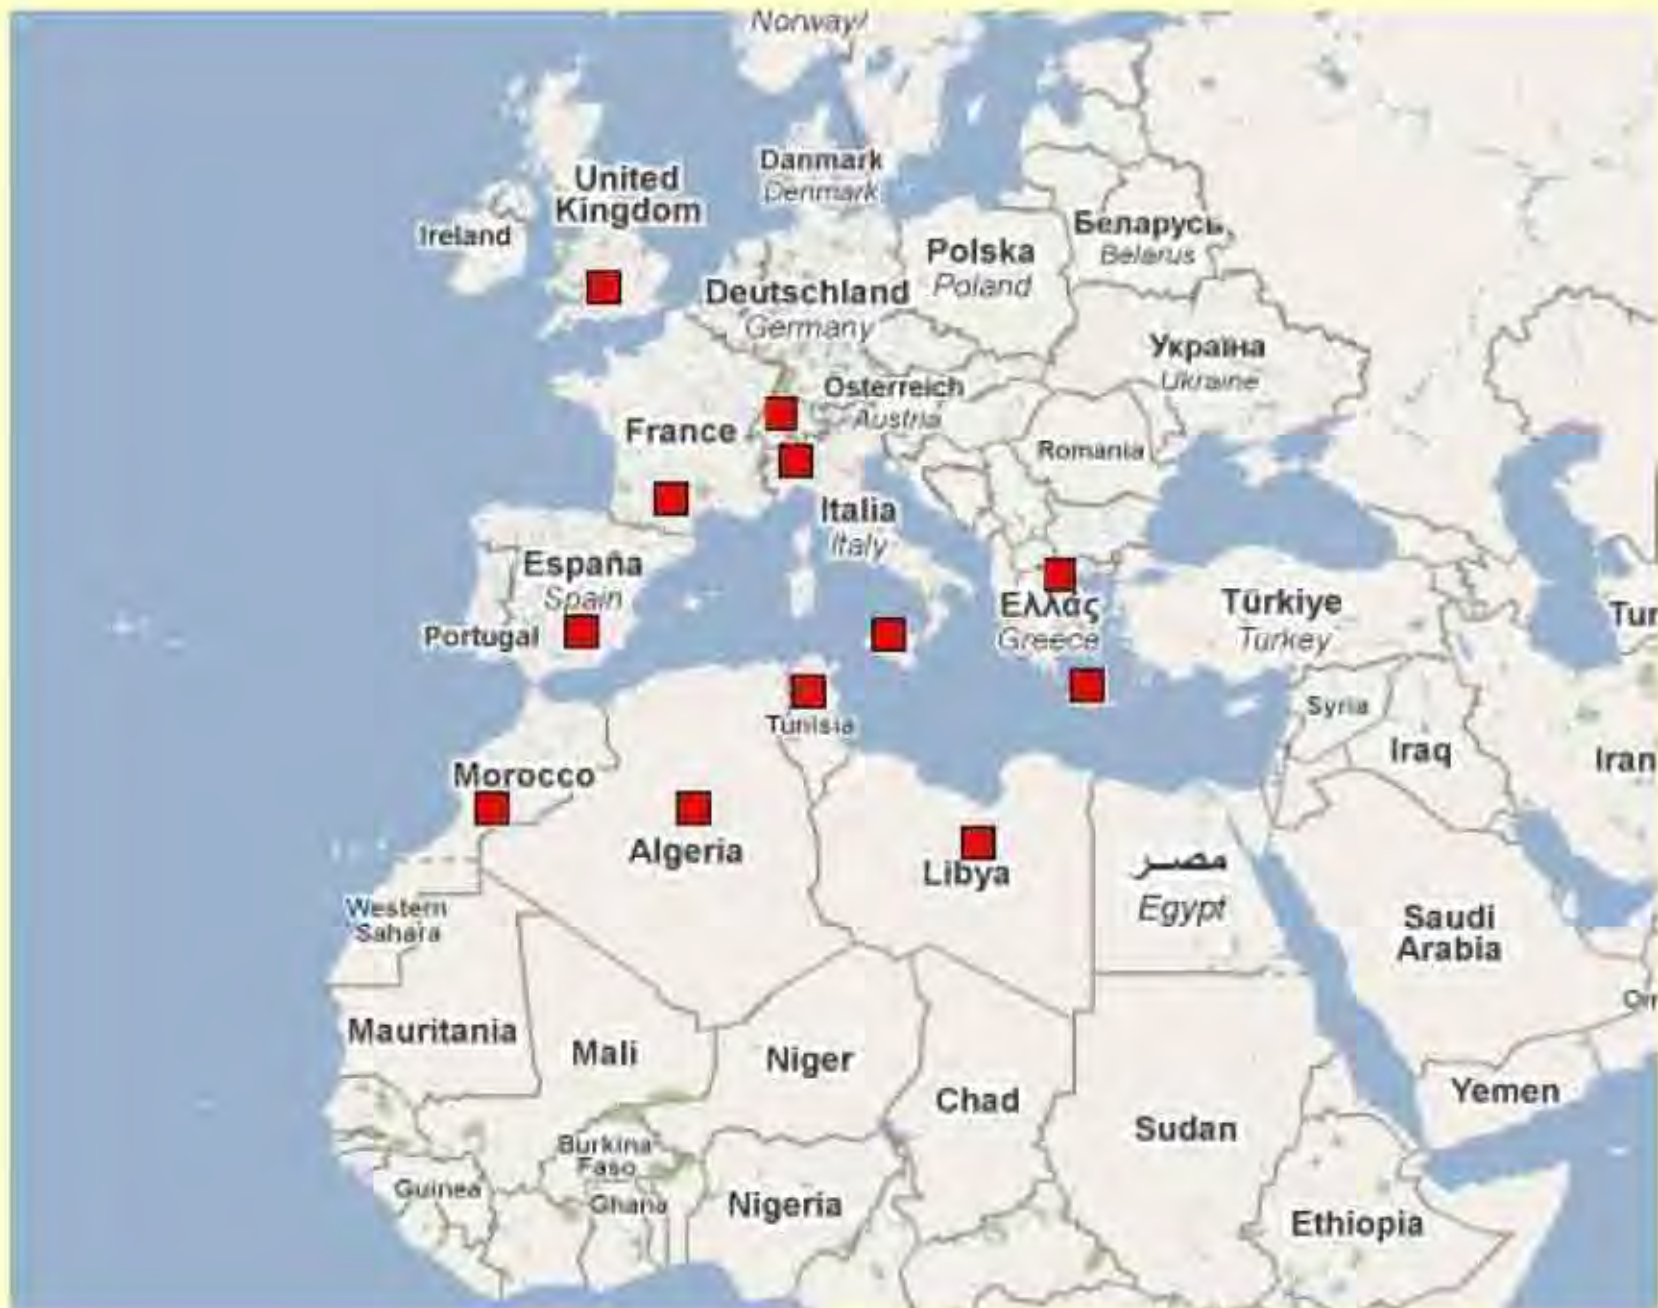 Norway
Danmark
Denmark
United
Kingdom
Ireland
Беларусь
Belarus
Polska
Poland
Deutschland
Germany
Україна
Ukraine
Österreich
Austria
France
Romania
Italia
Italy
España
Spain
Portugal
Ελλάς
Greece
Türkiye
Turkey
Tur
Tunisia
Syria
Iraq
Iran
Morocco
Algeria
Libya
مصر
Egypt
Western
Sahara
Saudi
Arabia
Mauritania
Mali
Niger
Chad
Sudan
Yemen
Burkina
Faso
Guinea
Ghana
Nigeria
Ethiopia